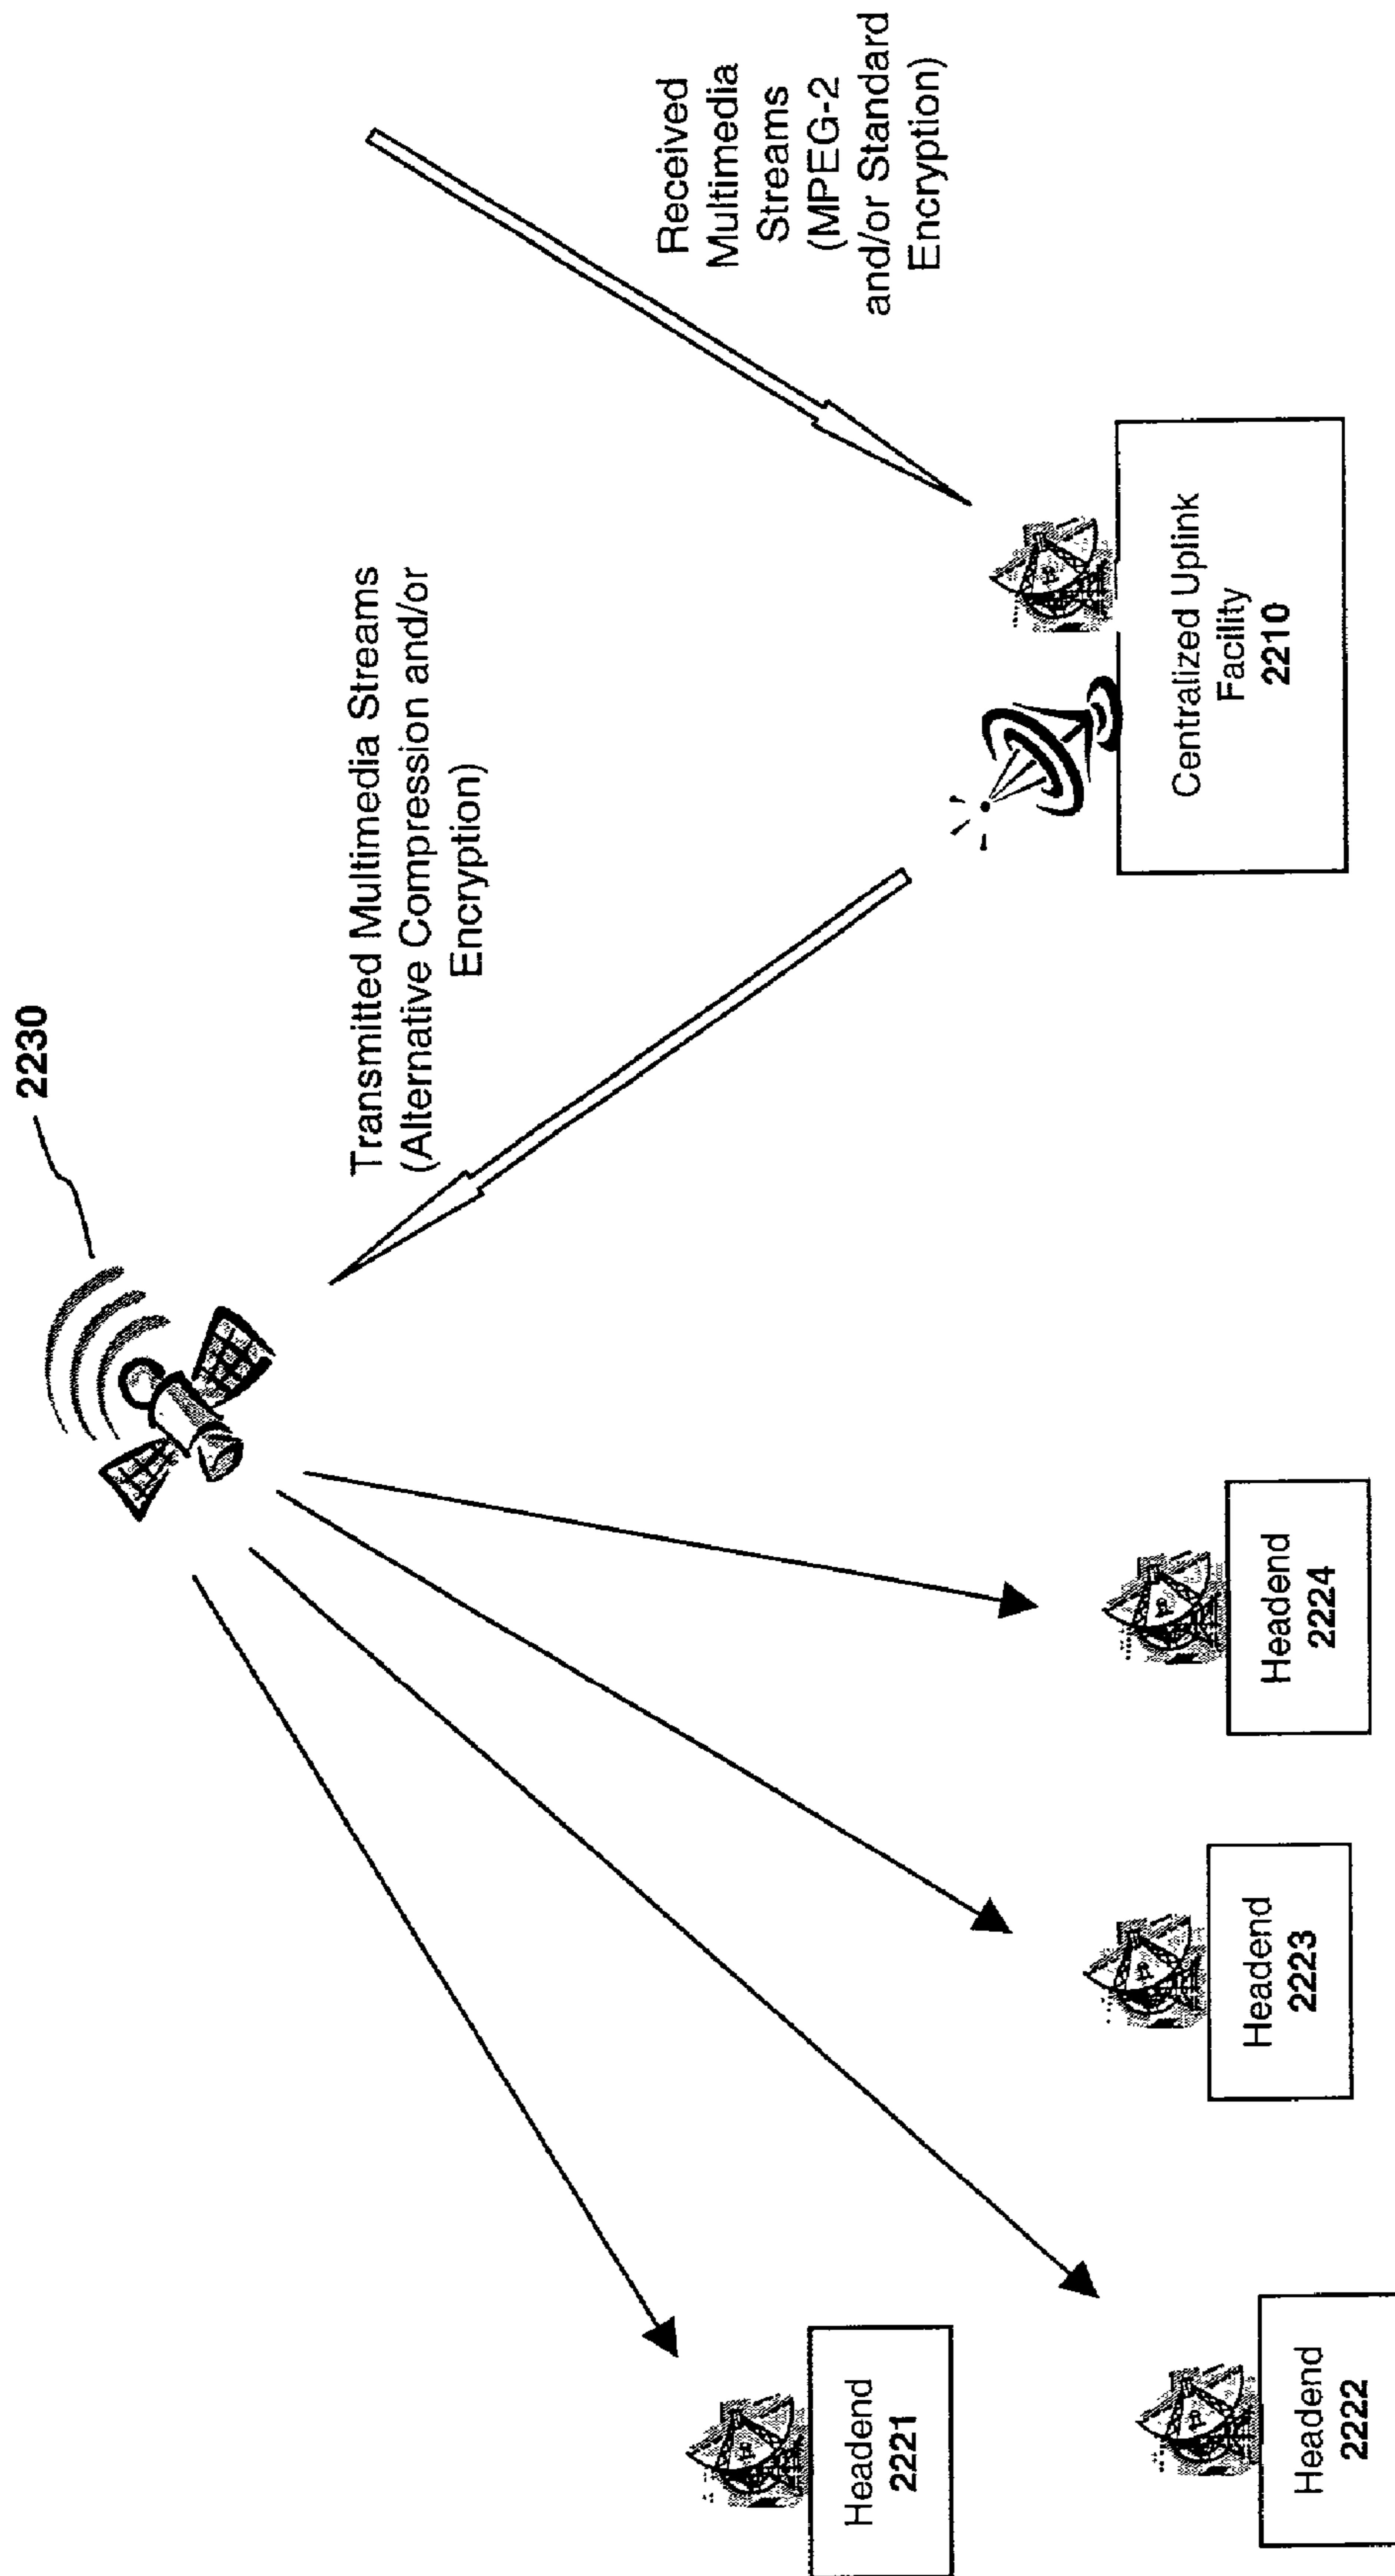 2230
Transmitted Multimedia Streams
(Alternative Compression and/or
Encryption)
Received
Multimedia
Streams
(MPEG-2
and/or Standard
Encryption)
Headend
2221
Headend
2222
Headend
2223
Headend
2224
Centralized Uplink
Facility
2210